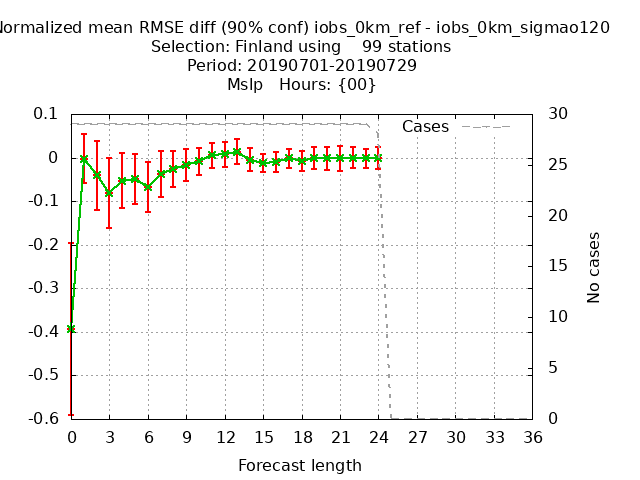 Normalized mean RMSE diff (90% conf) iobs_0km_ref - iobs_0km_sigmao120
Selection: Finland using    99 stations
Period: 20190701-20190729
Mslp   Hours: {00}
Cases
0.1
0
-0.1
-0.2
-0.3
-0.4
-0.5
-0.6
30
25
20
15
10
5
0
No cases
0 3 6 9 12 15 18 21 24 27 30 33 36
Forecast length